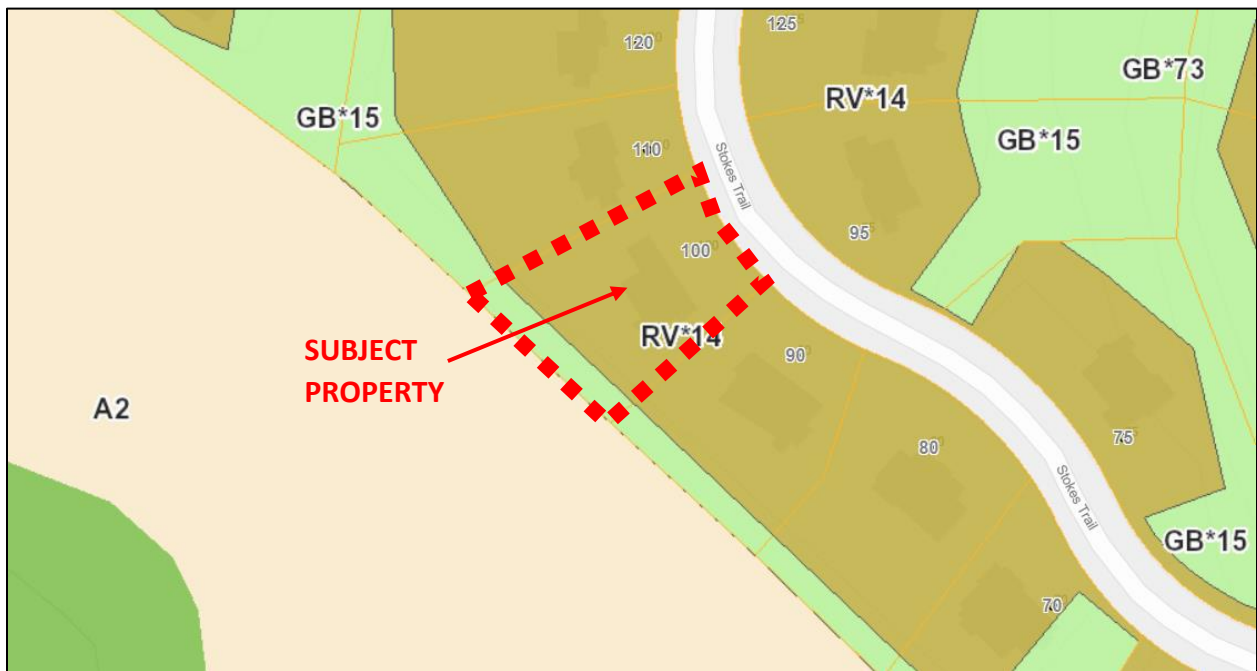 120
125
GB*73
GB*15
RV*14
GB*15
110
Stokes Trail
95
100
SUBJECT
PROPERTY
RV*14
90
A2
80
75
Stokes Trail
GB*15
70